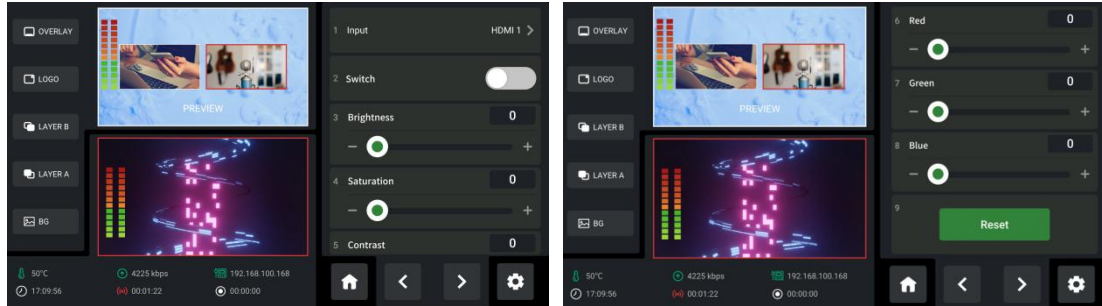 OVERLAY
LOGO
LAYER B
LAYER A
BG
PREVIEW
50°C
4225 kbps
192.168.100.168
17:09:56
00:01:22
00:00:00
1 Input HDMI 1
2 Switch
3 Brightness 0
4 Saturation 0
5 Contrast 0
OVERLAY
LOGO
LAYER B
LAYER A
BG
PREVIEW
50°C
4225 kbps
192.168.100.168
17:09:56
00:01:22
00:00:00
6 Red 0
7 Green 0
8 Blue 0
9
Reset